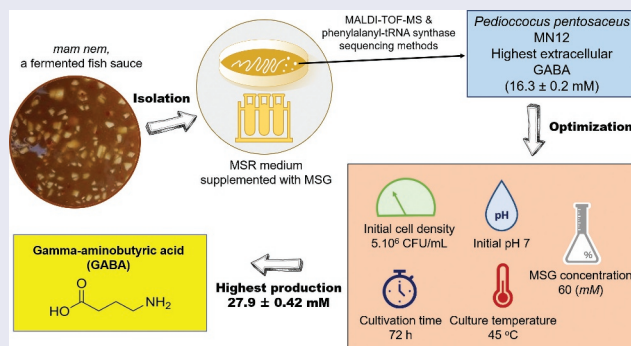 mam nem,
a fermented fish sauce
Isolation
MSR medium
supplemented with MSG
MALDI-TOF-MS &
phenylalanyl-tRNA synthase
sequencing methods
Pedioccocus pentosaceus
MN12
Highest extracellular
GABA
(16.3 ± 0.2 mM)
Optimization
Initial cell density
5.10⁶ CFU/mL
pH
Initial pH 7
%
MSG concentration
60 (mM)
Cultivation time
72 h
Culture temperature
45 °C
Highest production
27.9 ± 0.42 mM
Gamma-aminobutyric acid
(GABA)
O
HO
NH₂